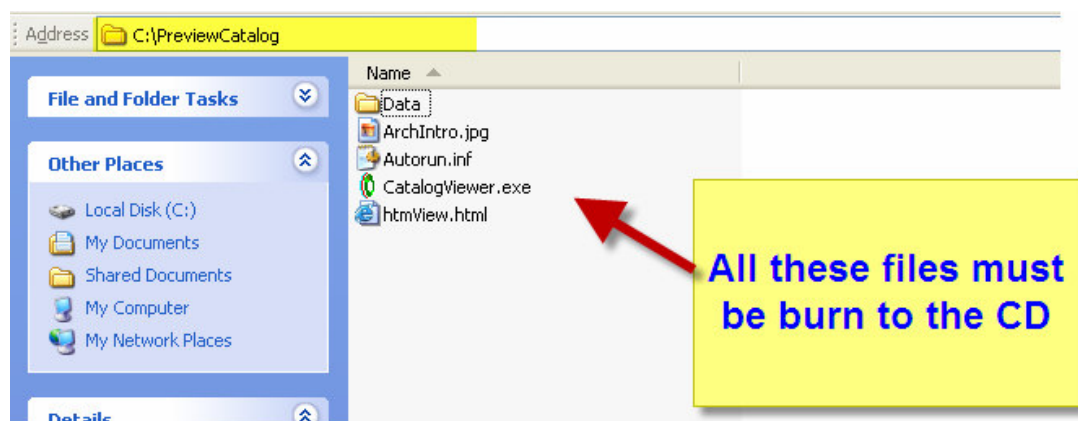 Address C:\PreviewCatalog
Name
File and Folder Tasks
Data
ArchIntro.jpg
Autorun.inf
CatalogViewer.exe
htmView.html
Other Places
Local Disk (C:)
My Documents
Shared Documents
My Computer
My Network Places
Details
All these files must
be burn to the CD